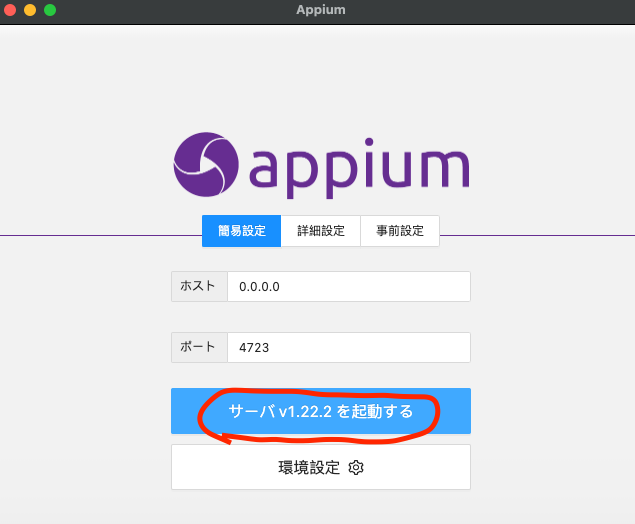 Appium
appium
簡易設定 詳細設定 事前設定
ホスト 0.0.0.0
ポート 4723
サーバ v1.22.2 を起動する
環境設定